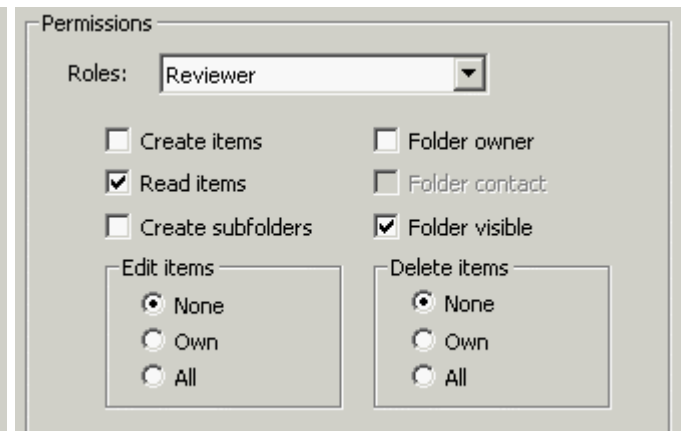 Permissions
Roles: Reviewer
Create items Folder owner
Read items Folder contact
Create subfolders Folder visible
Edit items Delete items
None None
Own Own
All All